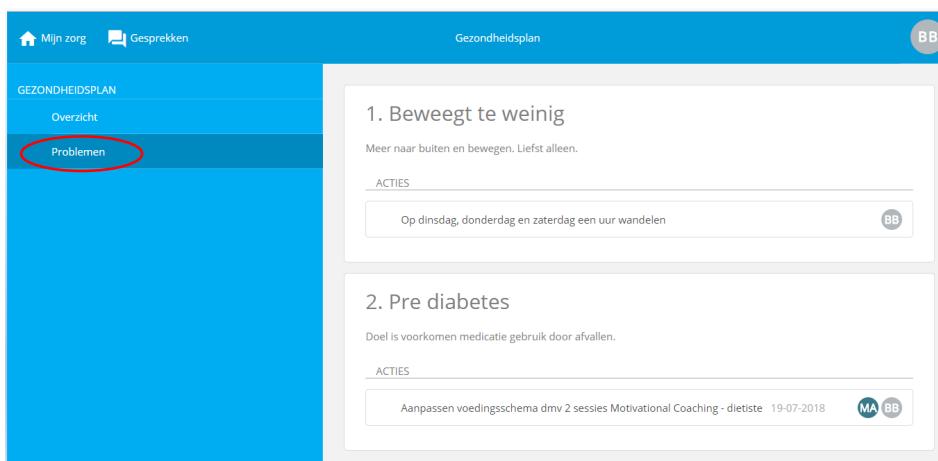 Mijn zorg
Gesprekken
Gezondheidsplan
BB
GEZONDHEIDSPLAN
Overzicht
Problemen
1. Beweegt te weinig
Meer naar buiten en bewegen. Liefst alleen.
ACTIES
Op dinsdag, donderdag en zaterdag een uur wandelen
BB
2. Pre diabetes
Doel is voorkomen medicatie gebruik door afvallen.
ACTIES
Aanpassen voedingsschema dmv 2 sessies Motivational Coaching - dietiste 19-07-2018
MA BB